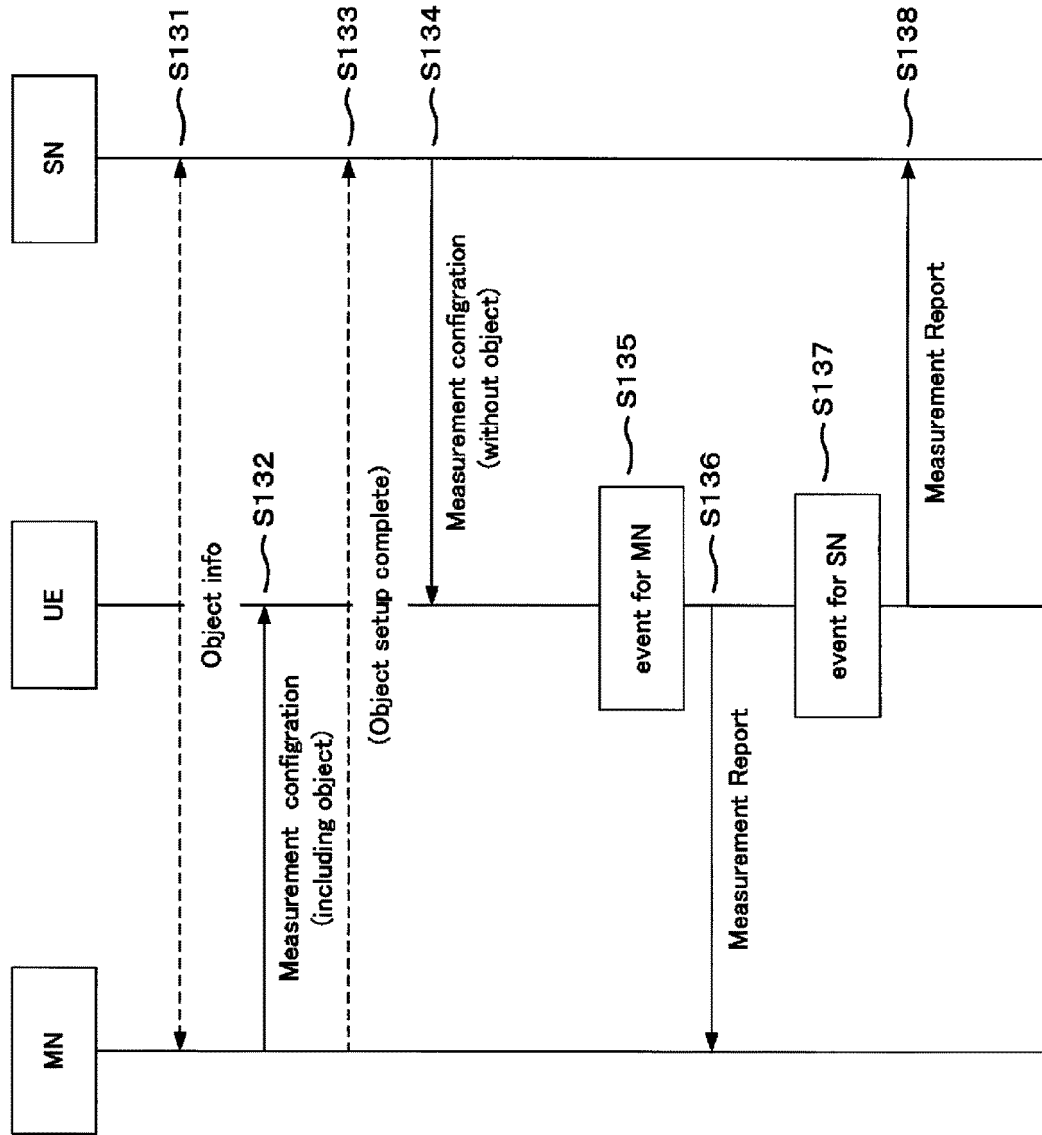 MN
UE
SN
S131
Object info
S132
Measurement configration
(including object)
S133
(Object setup complete)
S134
Measurement configration
(without object)
event for MN
S135
S136
Measurement Report
event for SN
S137
S138
Measurement Report